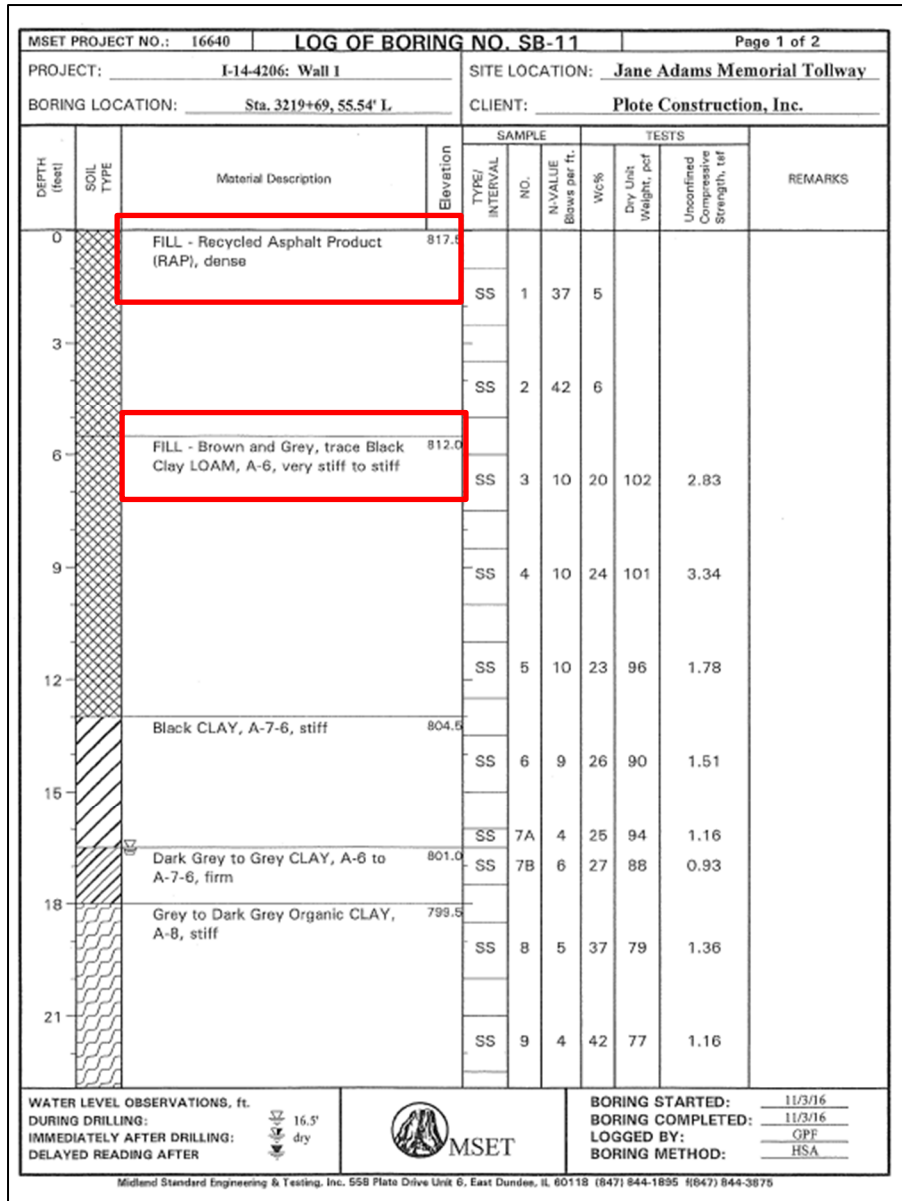 MSET PROJECT NO.: 16640 LOG OF BORING NO. SB-11 Page 1 of 2
PROJECT: I-14-4206: Wall 1 SITE LOCATION: Jane Adams Memorial Tollway
BORING LOCATION: Sta. 3219+69, 55.54' L CLIENT: Plote Construction, Inc.
SAMPLE TESTS
DEPTH (feet) SOIL TYPE Material Description Elevation TYPE/ INTERVAL NO. N-VALUE Blows per ft. Wc% Dry Unit Weight, pcf Unconfined Compressive Strength, tsf REMARKS
0 FILL - Recycled Asphalt Product 817.5
(RAP), dense
SS 1 37 5
3
SS 2 42 6
FILL - Brown and Grey, trace Black 812.0
6 Clay LOAM, A-6, very stiff to stiff
SS 3 10 20 102 2.83
9 SS 4 10 24 101 3.34
SS 5 10 23 96 1.78
12
Black CLAY, A-7-6, stiff 804.5
SS 6 9 26 90 1.51
15
SS 7A 4 25 94 1.16
Dark Grey to Grey CLAY, A-6 to 801.0
SS 7B 6 27 88 0.93
A-7-6, firm
18
Grey to Dark Grey Organic CLAY, 799.5
A-8, stiff
SS 8 5 37 79 1.36
21
SS 9 4 42 77 1.16
WATER LEVEL OBSERVATIONS, ft.
DURING DRILLING: 16.5'
IMMEDIATELY AFTER DRILLING: dry
DELAYED READING AFTER
MSET
BORING STARTED: 11/3/16
BORING COMPLETED: 11/3/16
LOGGED BY: GPF
BORING METHOD: HSA
Midland Standard Engineering & Testing, Inc. 558 Plate Drive Unit 6, East Dundee, IL 60118 (847) 844-1895 f(847) 844-3875